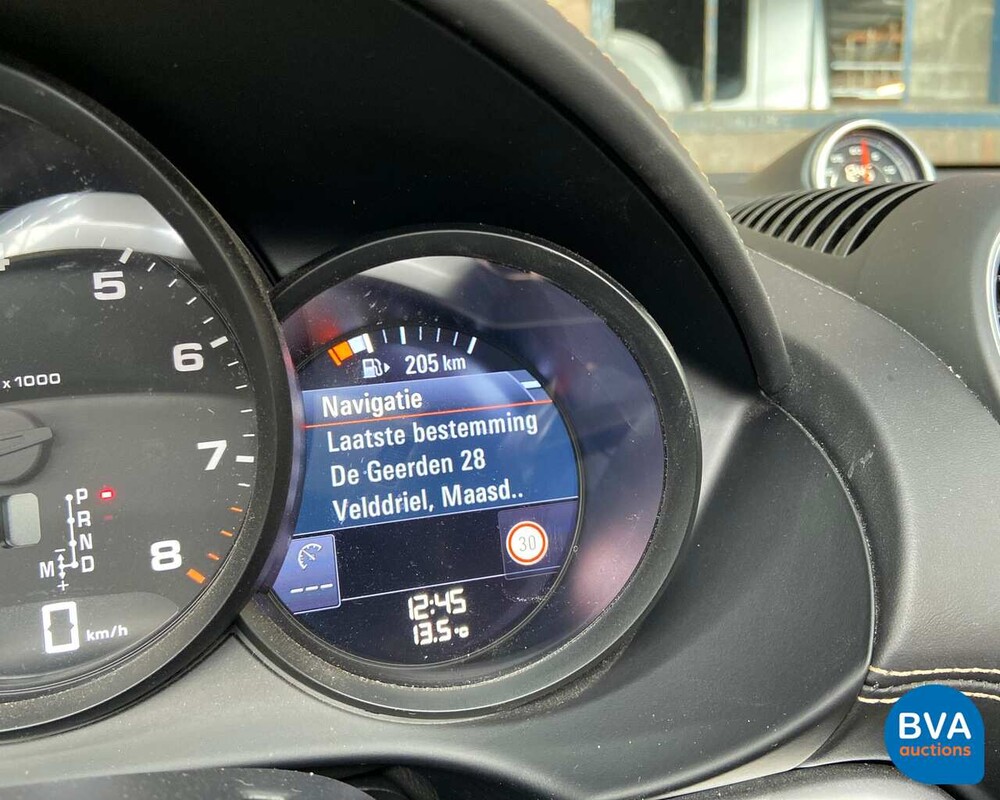 5
6
7
8
x 1000
P
R
N
M D
+
0 km/h
205 km
Navigatie
Laatste bestemming
De Geerden 28
Velddriel, Maasd..
30
---
12:45
13.5 °C
BVA
auctions